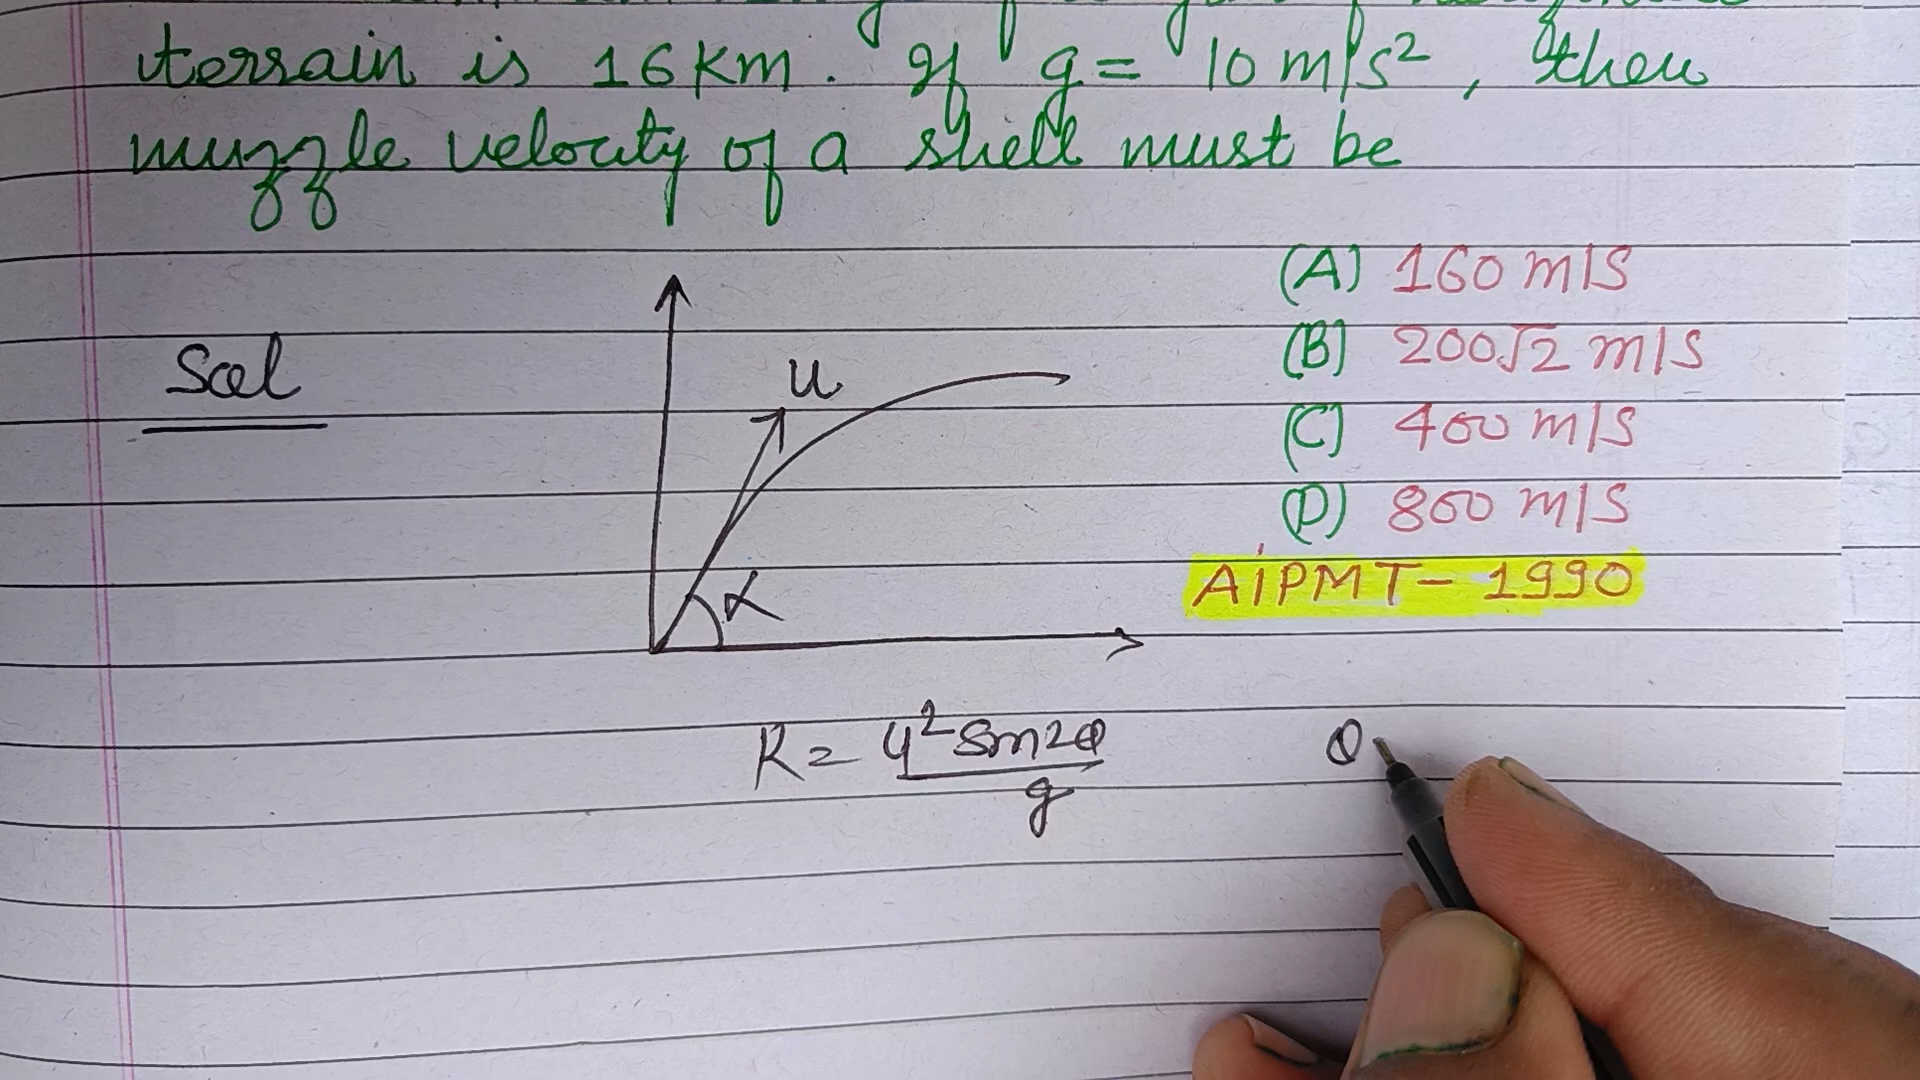 terrain is 16 Km. If g = 10 m/s², then
muzzle velocity of a shell must be
(A) 160 m/s
(B) 200√2 m/s
(C) 400 m/s
(D) 800 m/s
AIPMT - 1990
Sol
u
α
R = u² Sin2θ / g
θ